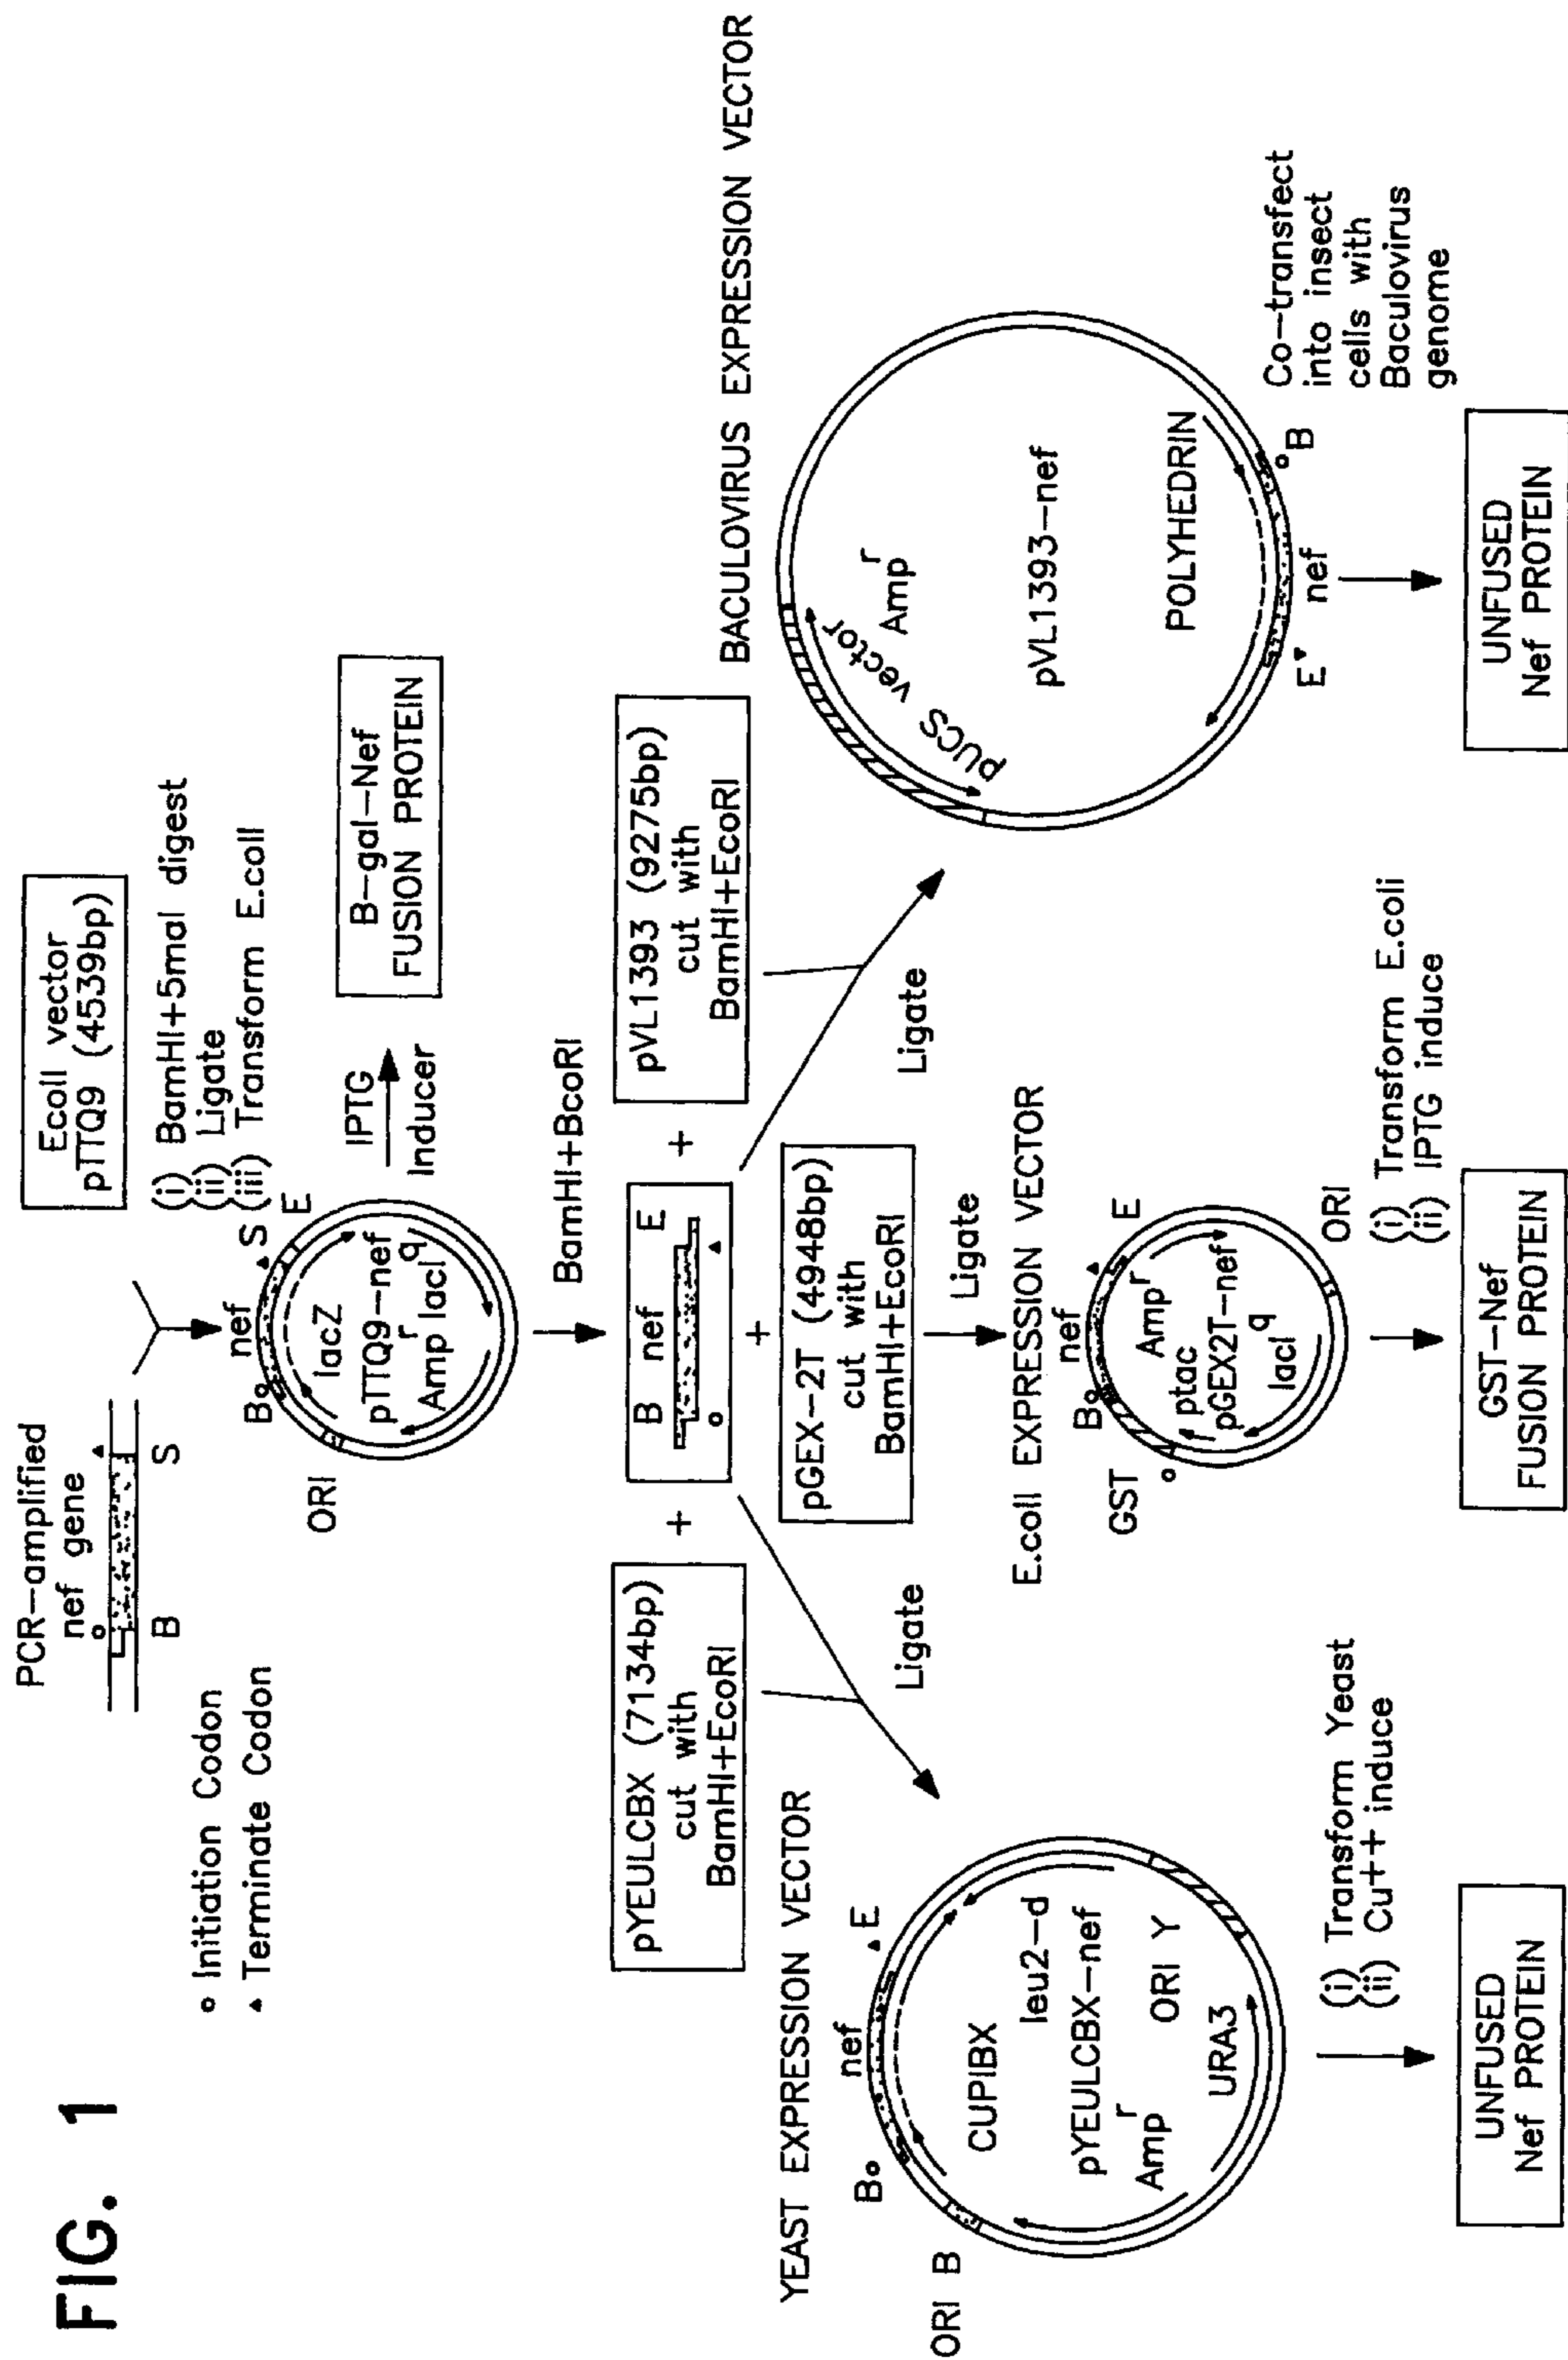 FIG. 1
PCR-amplified
nef gene
B
S
Ecoll vector
pTTQ9 (4539bp)
Initiation Codon
Terminate Codon
(i) BamHI+5mal digest
(ii) Ligate
(iii) Transform E.coli
nef
B
S
E
ORI
lacZ
pTTQ9-nef
Amp r lacI q
IPTG
Inducer
B-gal-Nef
FUSION PROTEIN
BamHI+BcoRI
pYEULCBX (7134bp)
cut with
BamHI+EcoRI
+
B nef E
+
pVL1393 (9275bp)
cut with
BamHI+EcoRI
+
pGEX-2T (4948bp)
cut with
BamHI+EcoRI
Ligate
Ligate
Ligate
YEAST EXPRESSION VECTOR
E.coll EXPRESSION VECTOR
BACULOVIRUS EXPRESSION VECTOR
nef
B
E
ORI B
CUPIBX
leu2-d
pYEULCBX-nef
Amp r
ORI Y
URA3
nef
B
E
GST
Amp r
ptac
pGEX2T-nef
lacI q
ORI
pUCS vector
Amp r
pVL1393-nef
POLYHEDRIN
E
nef
B
(i) Transform Yeast
(ii) Cu++ induce
(i) Transform E.coli
(ii) IPTG induce
Co-transfect
into insect
cells with
Baculovirus
genome
UNFUSED
Nef PROTEIN
GST-Nef
FUSION PROTEIN
UNFUSED
Nef PROTEIN